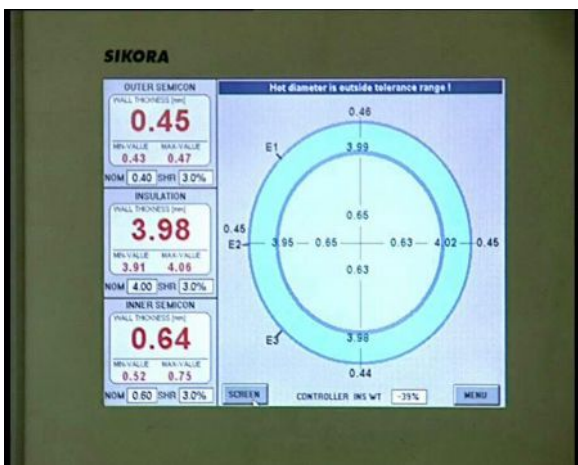 SIKORA
OUTER SEMICON
WALL THICKNESS [mm]
0.45
MIN-VALUE MAX-VALUE
0.43 0.47
NOM 0.40 SHR 3.0%
INSULATION
WALL THICKNESS [mm]
3.98
MIN-VALUE MAX-VALUE
3.91 4.06
NOM 4.00 SHR 3.0%
INNER SEMICON
WALL THICKNESS [mm]
0.64
MIN-VALUE MAX-VALUE
0.52 0.75
NOM 0.60 SHR 3.0%
Hot diameter is outside tolerance range !
0.46
E1
3.99
0.65
0.45
E2 3.95 0.65 0.63 4.02 0.45
0.63
E3
3.98
0.44
SCREEN CONTROLLER INS WT -39% MENU